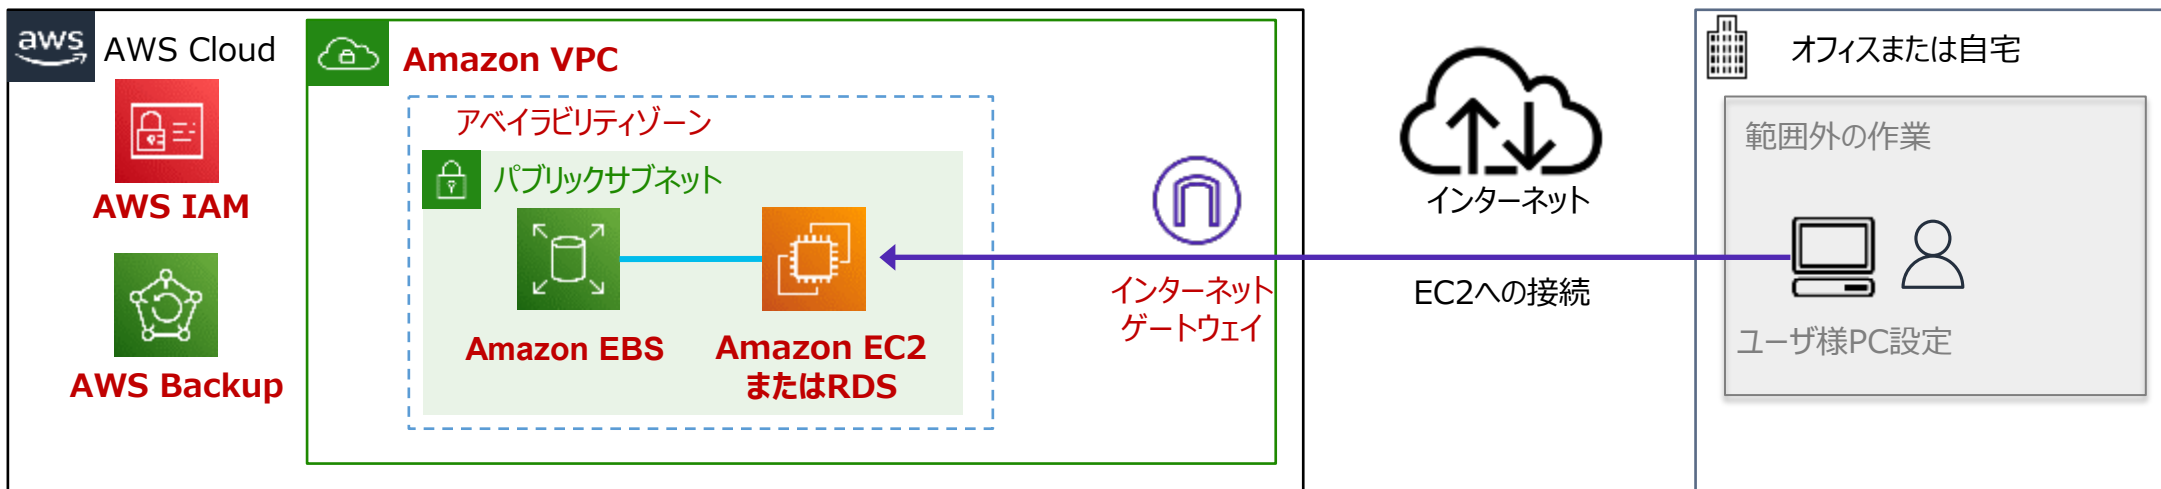 aws
AWS Cloud
AWS IAM
AWS Backup
Amazon VPC
アベイラビリティゾーン
パブリックサブネット
Amazon EBS
Amazon EC2
またはRDS
インターネット
ゲートウェイ
インターネット
EC2への接続
オフィスまたは自宅
範囲外の作業
ユーザ様PC設定